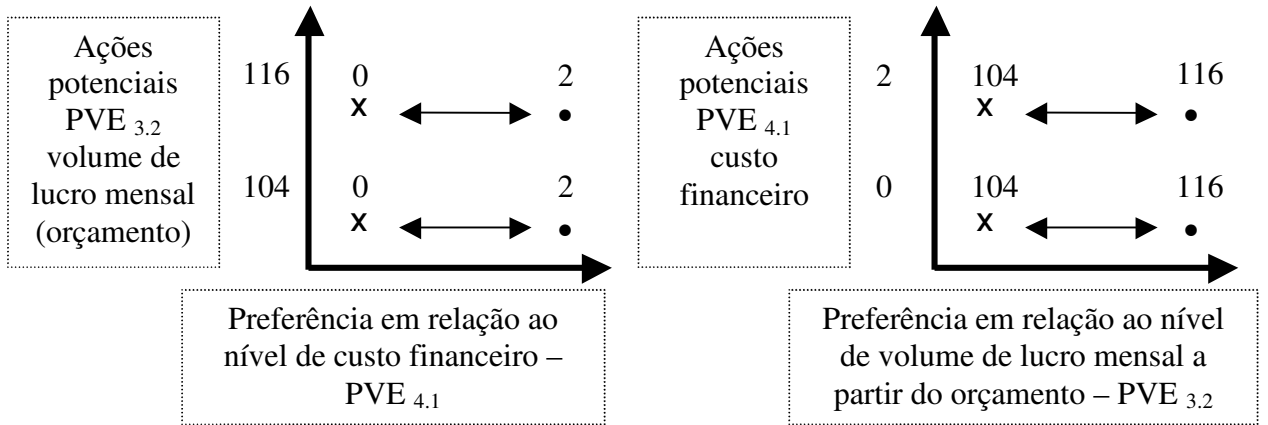 Ações
potenciais
PVE 3.2
volume de
lucro mensal
(orçamento)
116
0
2
x
104
0
2
x
Preferência em relação ao
nível de custo financeiro –
PVE 4.1
Ações
potenciais
PVE 4.1
custo
financeiro
2
104
116
x
0
104
116
x
Preferência em relação ao nível
de volume de lucro mensal a
partir do orçamento – PVE 3.2